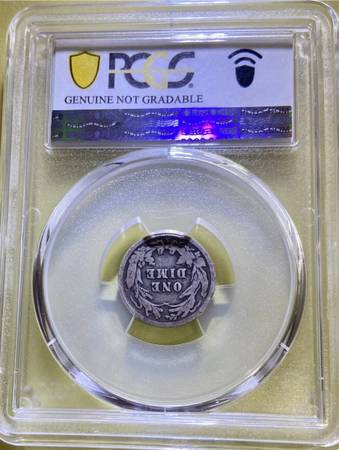 PCGS
GENUINE NOT GRADABLE
ONE
DIME